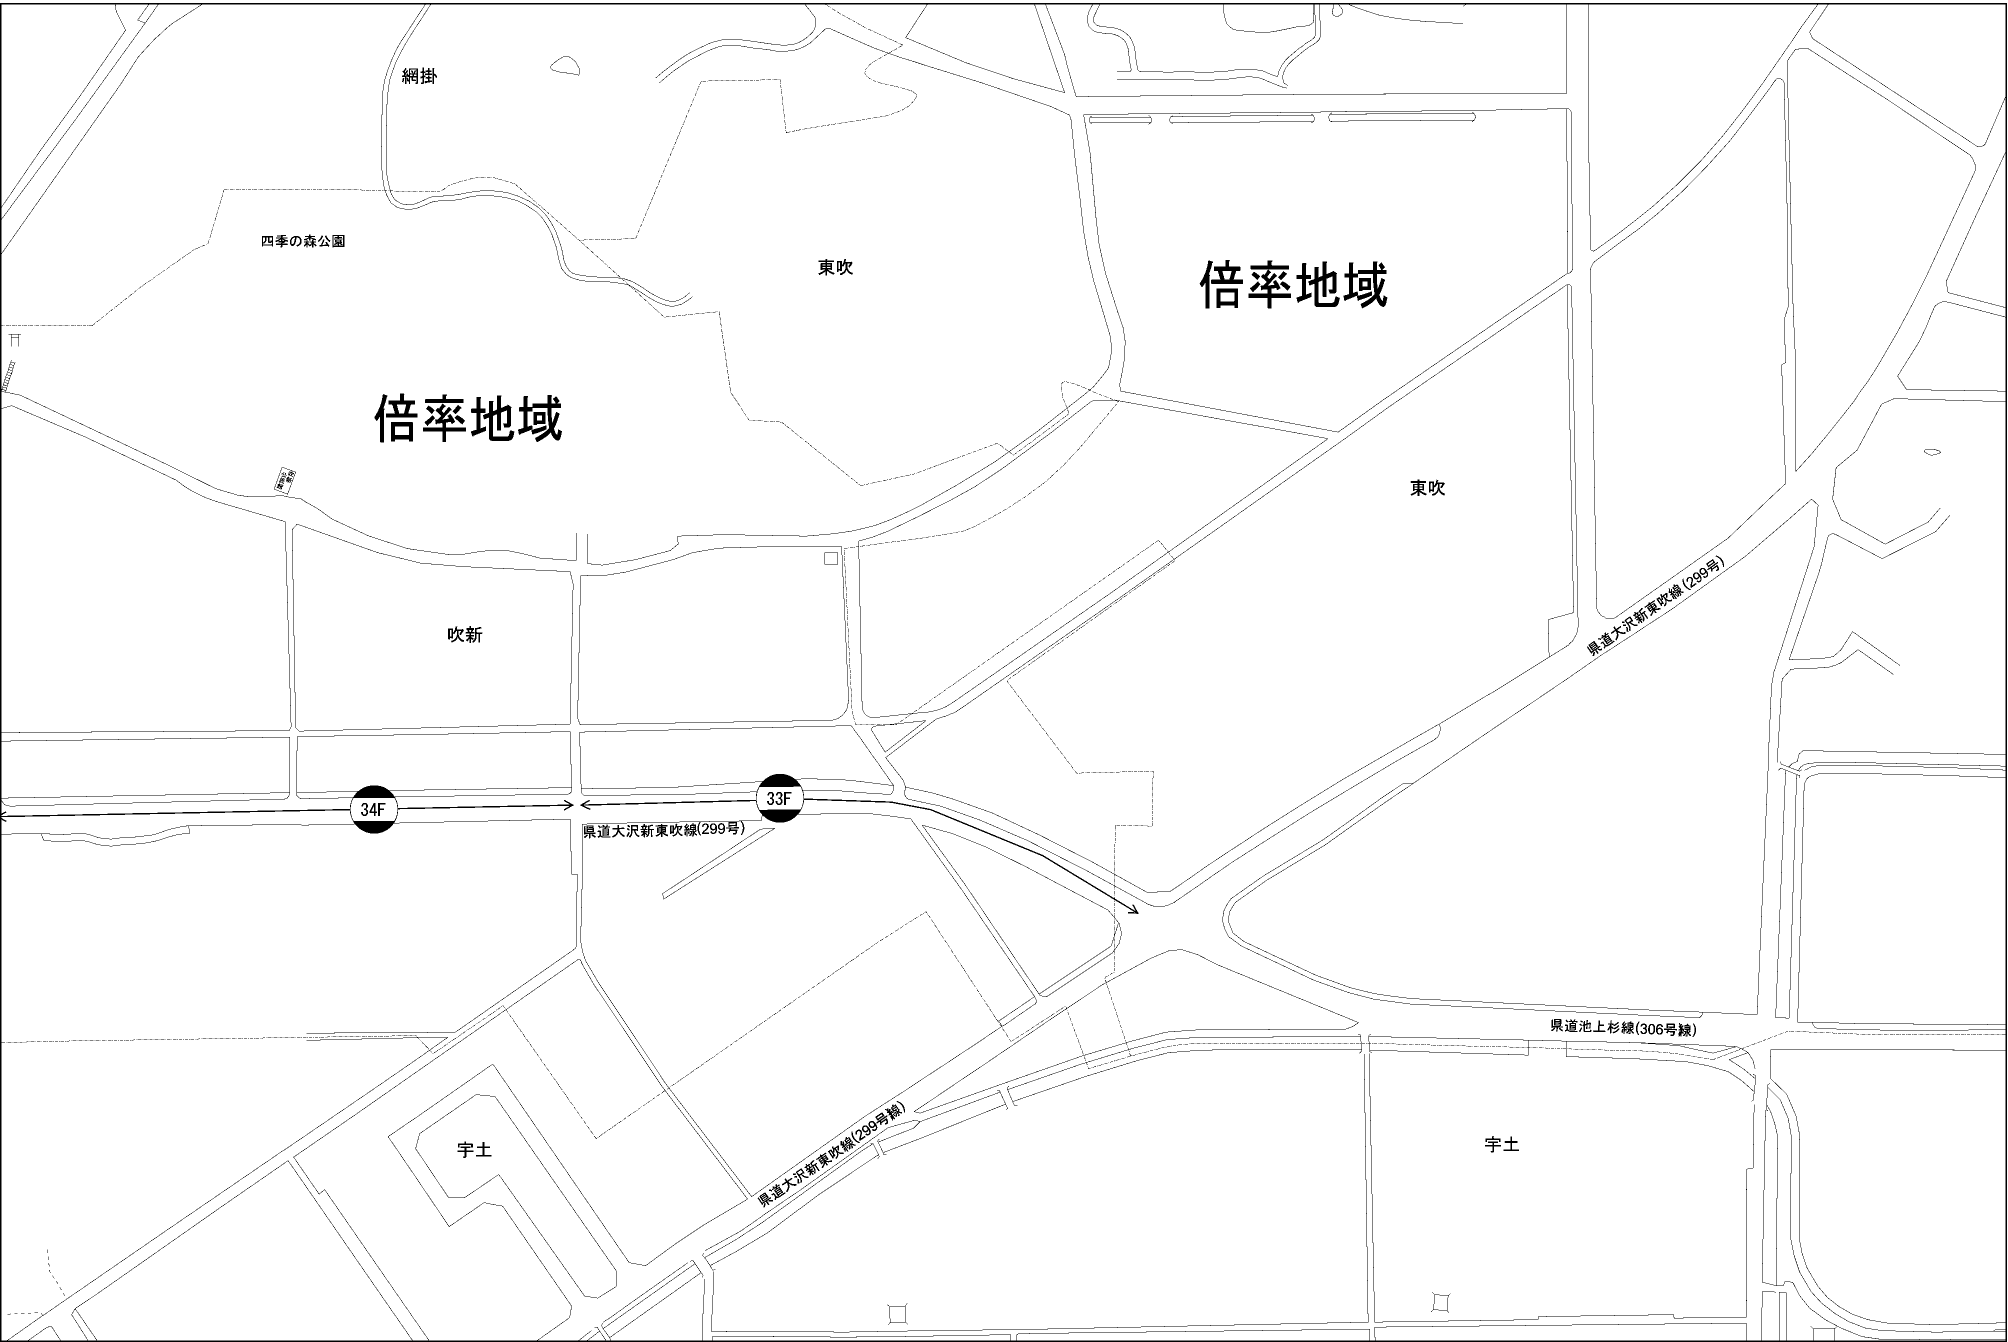 網掛
四季の森公園
東吹
倍率地域
倍率地域
東吹
県道大沢新東吹線(299号)
吹新
34F
33F
県道大沢新東吹線(299号)
県道池上杉線(306号線)
県道大沢新東吹線(299号線)
宇土
宇土